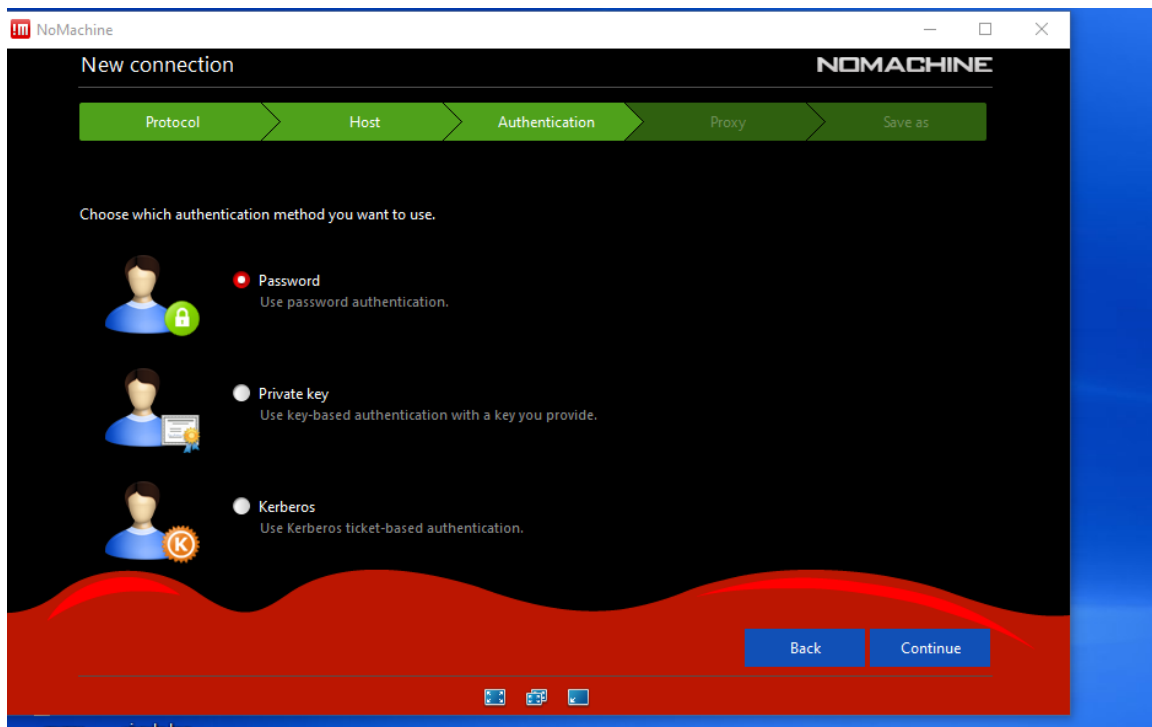 !m NoMachine
New connection
NOMACHINE
Protocol
Host
Authentication
Proxy
Save as
Choose which authentication method you want to use.
Password
Use password authentication.
Private key
Use key-based authentication with a key you provide.
Kerberos
Use Kerberos ticket-based authentication.
K
Back
Continue